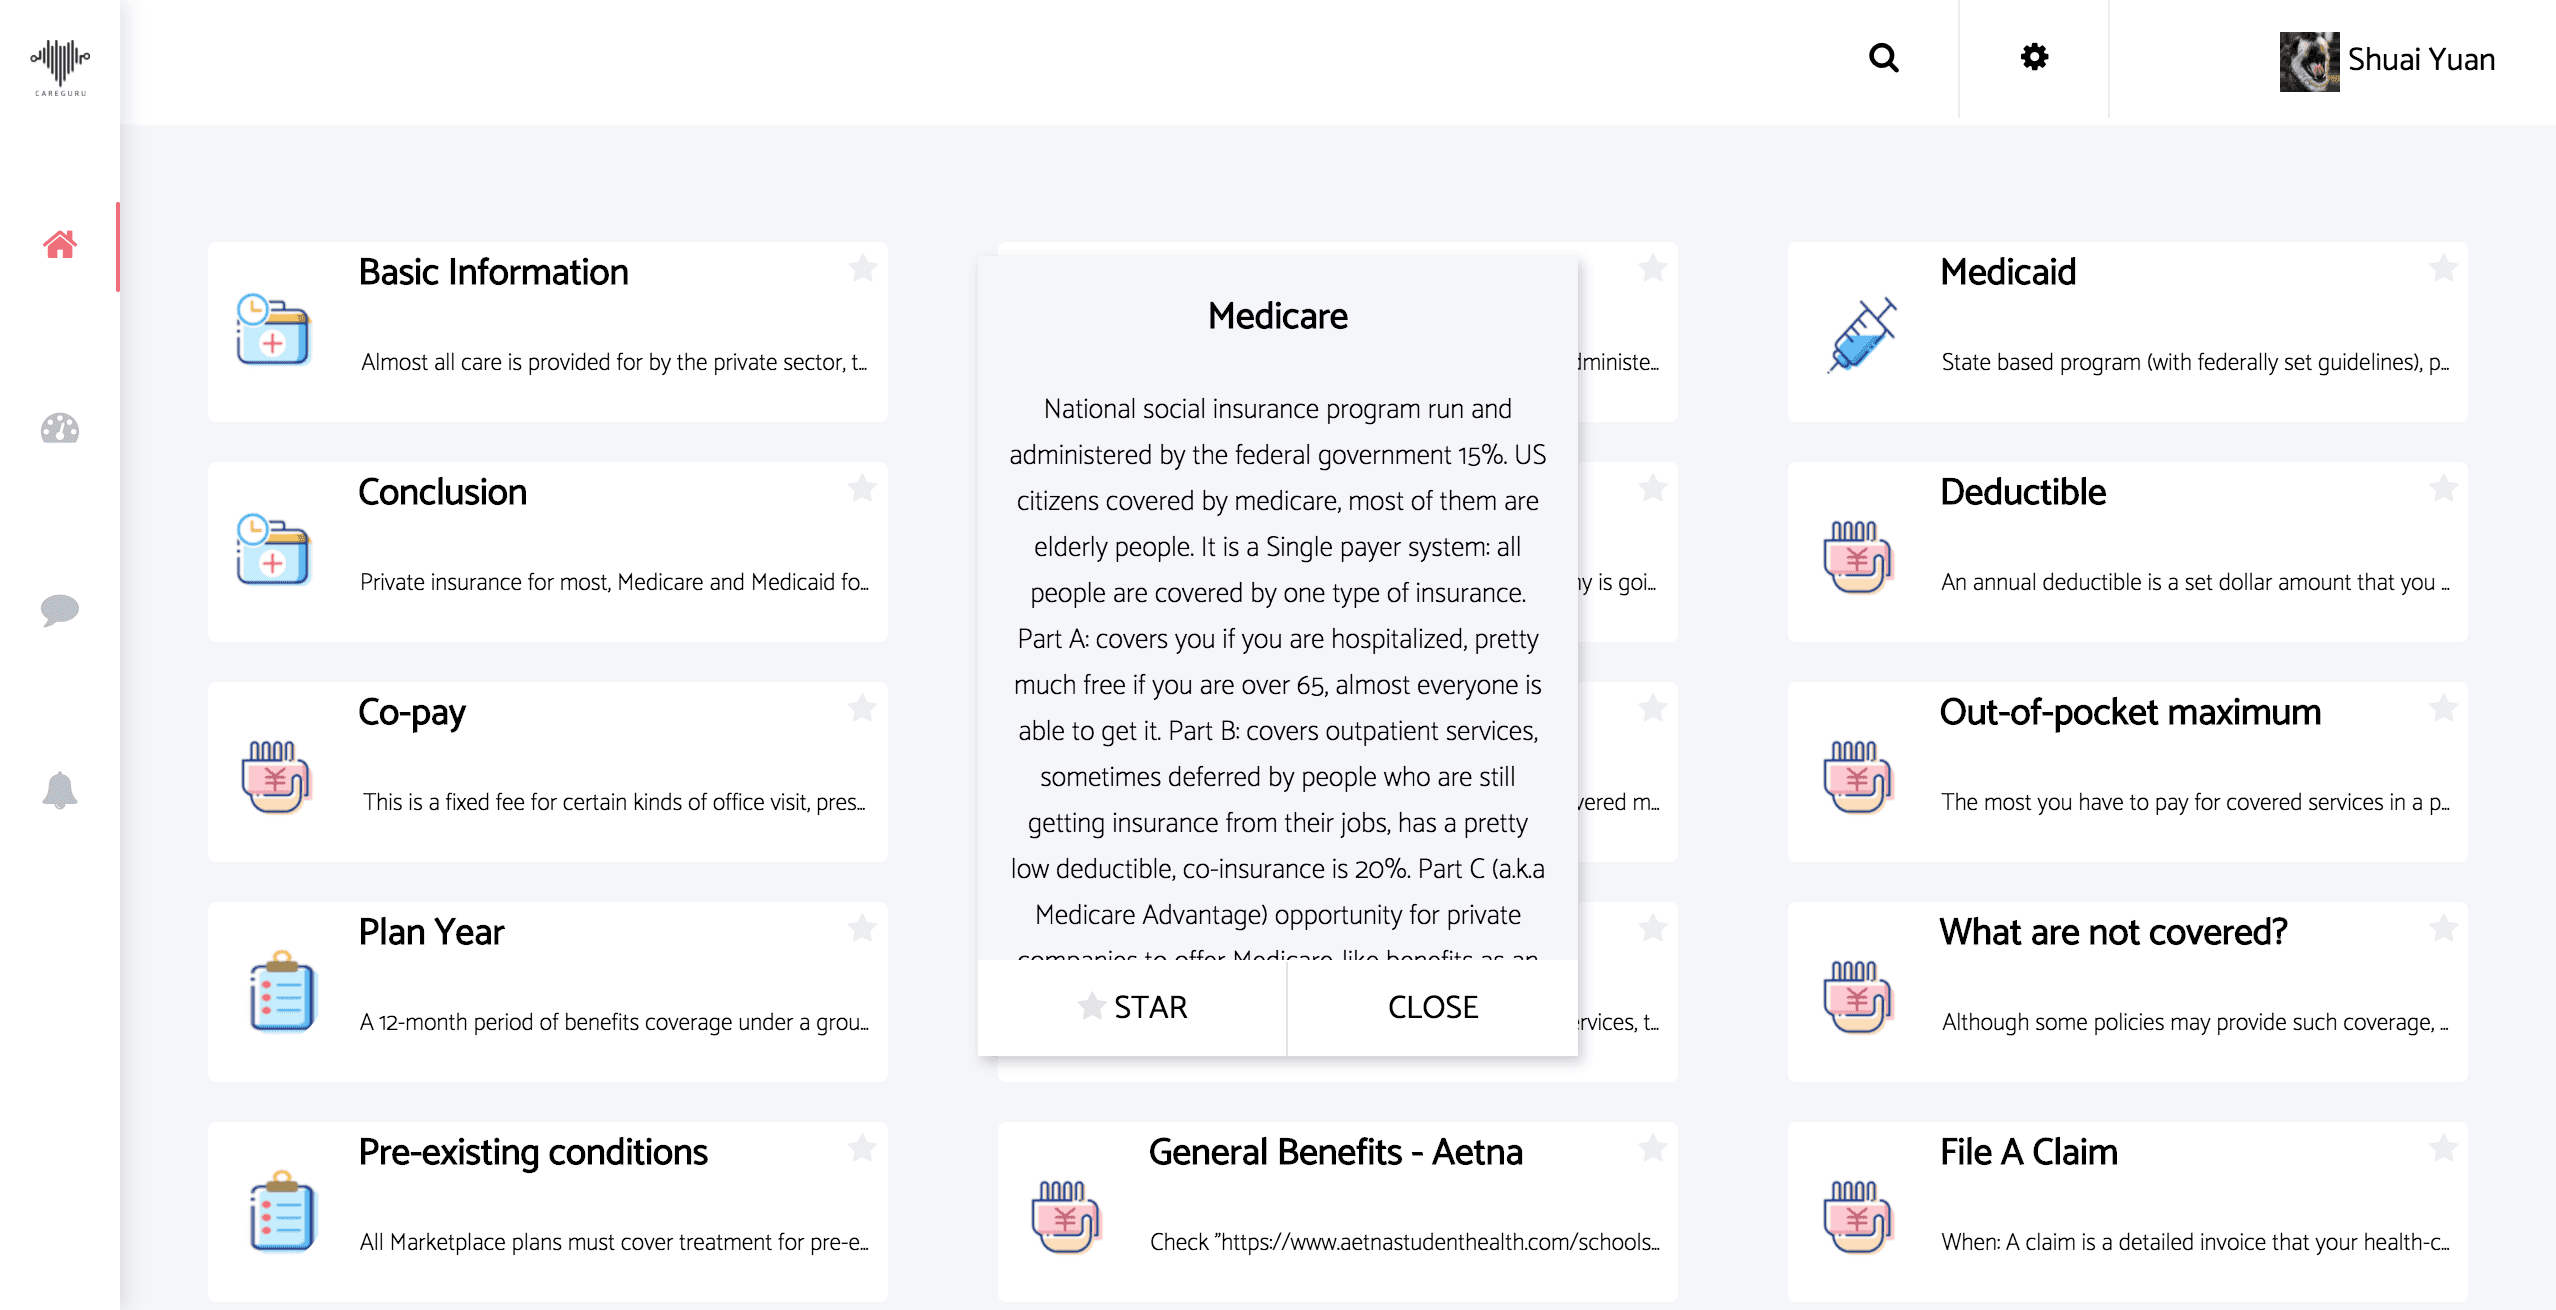 CAREGURU
Shuai Yuan
Basic Information
Almost all care is provided for by the private sector, t...
Medicaid
State based program (with federally set guidelines), p...
Conclusion
Private insurance for most, Medicare and Medicaid fo...
Deductible
An annual deductible is a set dollar amount that you ...
Co-pay
This is a fixed fee for certain kinds of office visit, pres...
Out-of-pocket maximum
The most you have to pay for covered services in a p...
Plan Year
A 12-month period of benefits coverage under a grou...
What are not covered?
Although some policies may provide such coverage, ...
Pre-existing conditions
All Marketplace plans must cover treatment for pre-e...
General Benefits - Aetna
Check "https://www.aetnastudenthealth.com/schools...
File A Claim
When: A claim is a detailed invoice that your health-c...
Medicare
National social insurance program run and
administered by the federal government 15%. US
citizens covered by medicare, most of them are
elderly people. It is a Single payer system: all
people are covered by one type of insurance.
Part A: covers you if you are hospitalized, pretty
much free if you are over 65, almost everyone is
able to get it. Part B: covers outpatient services,
sometimes deferred by people who are still
getting insurance from their jobs, has a pretty
low deductible, co-insurance is 20%. Part C (a.k.a
Medicare Advantage) opportunity for private
companies to offer Medicare-like benefits as an
STAR
CLOSE
is goi...